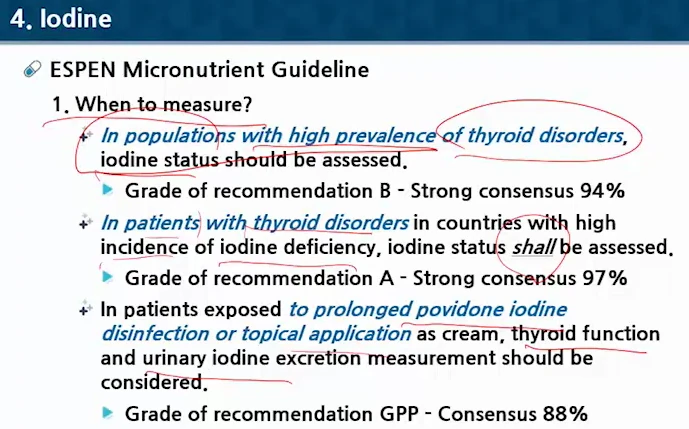 4. Iodine
ESPEN Micronutrient Guideline
1. When to measure?
In populations with high prevalence of thyroid disorders,
iodine status should be assessed.
Grade of recommendation B - Strong consensus 94%
In patients with thyroid disorders in countries with high
incidence of iodine deficiency, iodine status shall be assessed.
Grade of recommendation A - Strong consensus 97%
In patients exposed to prolonged povidone iodine
disinfection or topical application as cream, thyroid function
and urinary iodine excretion measurement should be
considered.
Grade of recommendation GPP - Consensus 88%